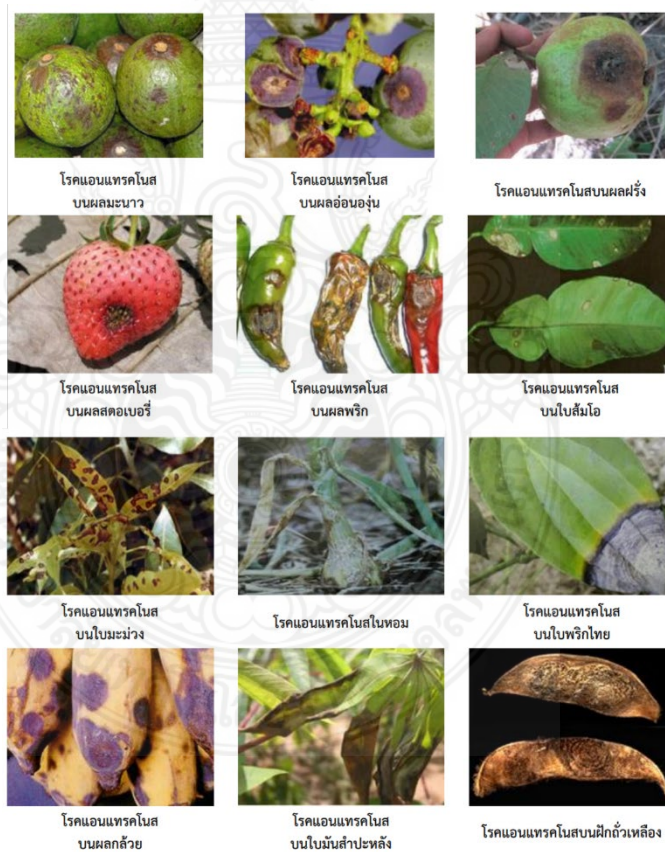 โรคแอนแทรคโนส
บนผลมะนาว
โรคแอนแทรคโนส
บนผลอ่อนองุ่น
โรคแอนแทรคโนสบนผลฝรั่ง
โรคแอนแทรคโนส
บนผลสตอเบอรี่
โรคแอนแทรคโนส
บนผลพริก
โรคแอนแทรคโนส
บนใบส้มโอ
โรคแอนแทรคโนส
บนใบมะม่วง
โรคแอนแทรคโนสในหอม
โรคแอนแทรคโนส
บนใบพริกไทย
โรคแอนแทรคโนส
บนผลกล้วย
โรคแอนแทรคโนส
บนใบมันสำปะหลัง
โรคแอนแทรคโนสบนฝักถั่วเหลือง